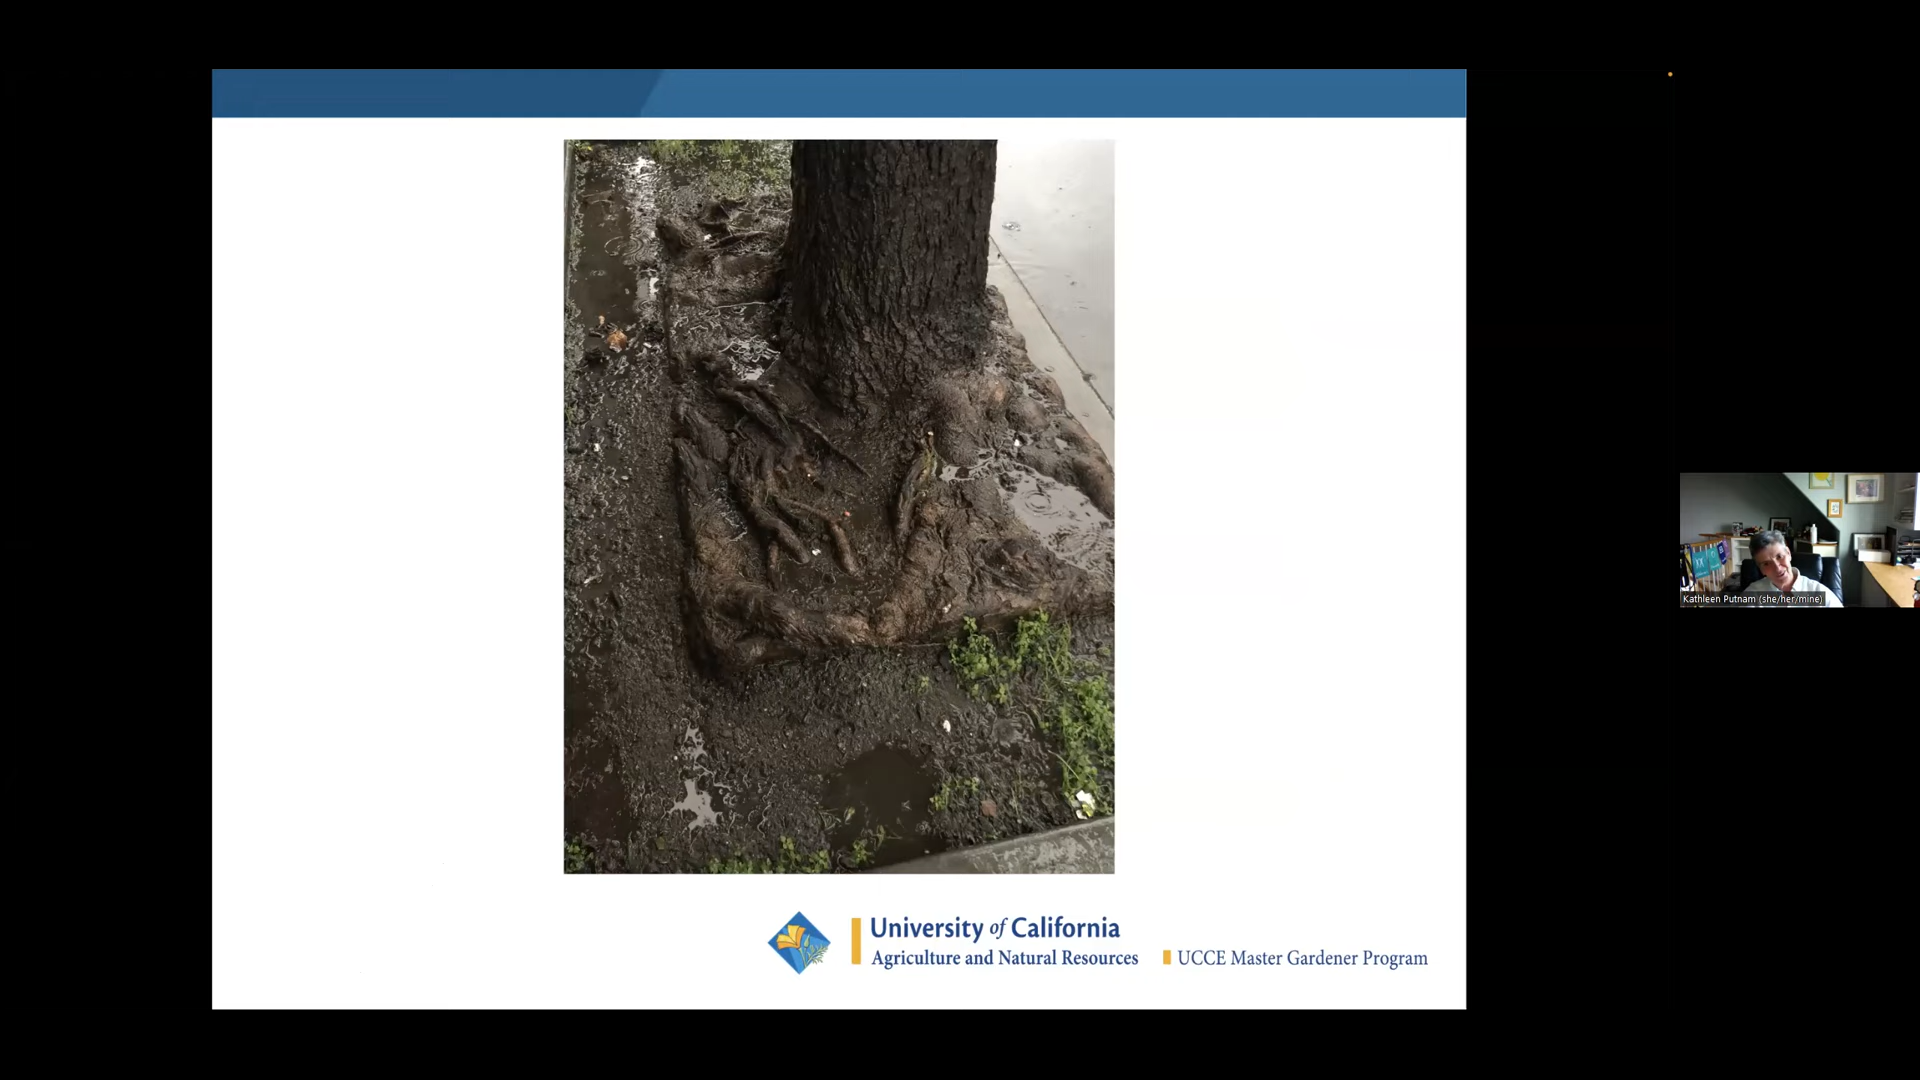 University of California
Agriculture and Natural Resources
UCCE Master Gardener Program
Kathleen Putnam (she/her/mine)